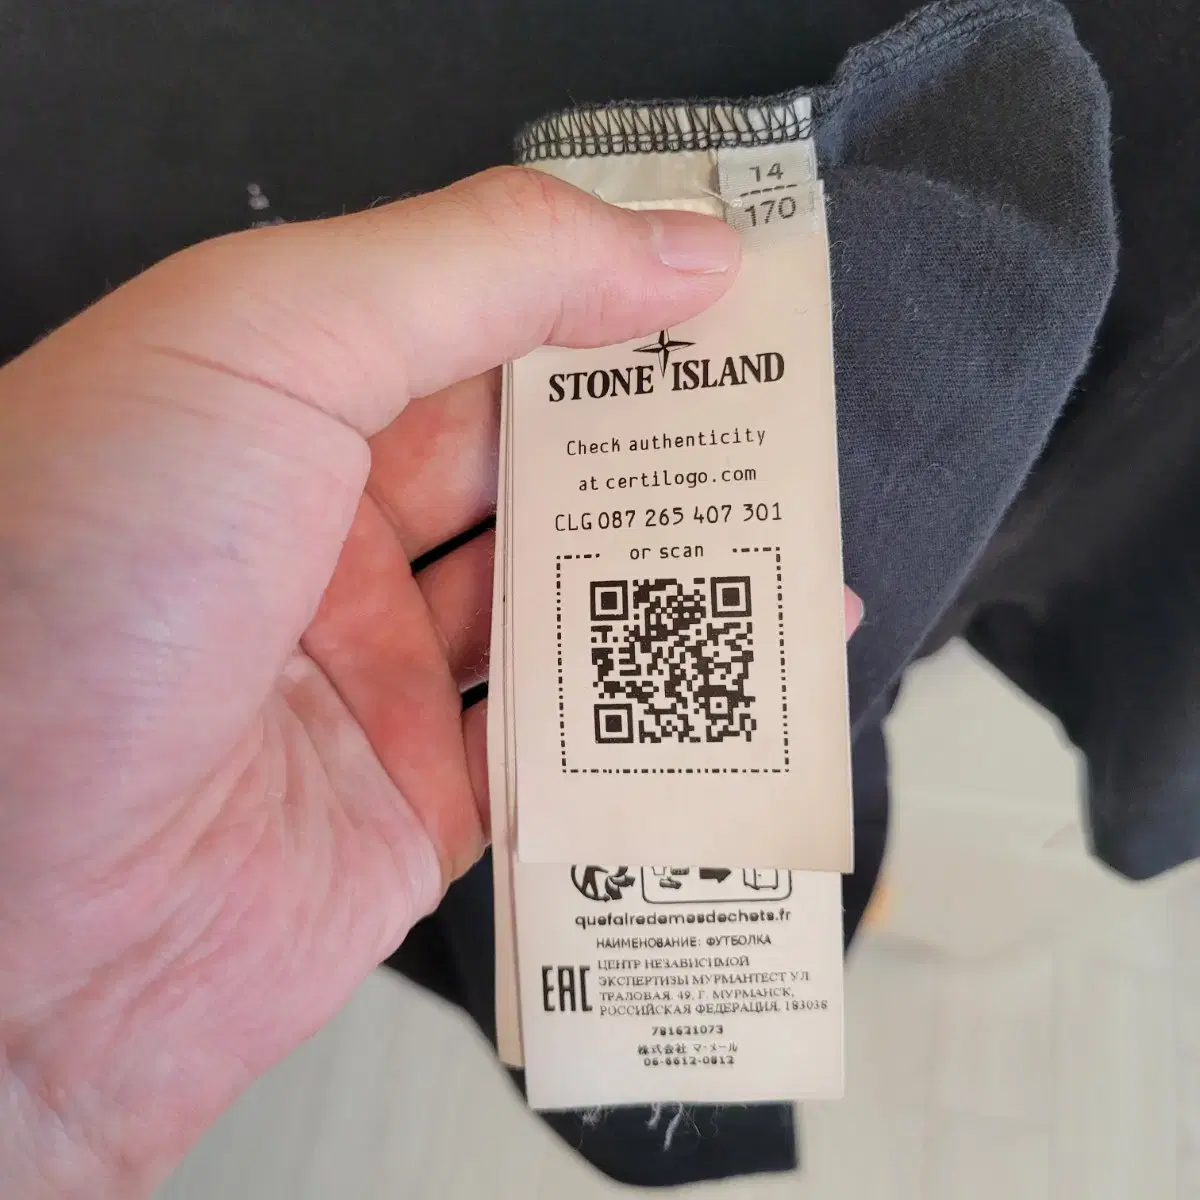 14
170
STONE ISLAND
Check authenticity
at certilogo.com
CLG 087 265 407 301
or scan
quefairedemesdechets.fr
НАИМЕНОВАНИЕ: ФУТБОЛКА
EAC
ЦЕНТР НЕЗАВИСИМОЙ
ЭКСПЕРТИЗЫ МУРМАНТЕСТ УЛ.
ТРАЛОВАЯ, 49, Г. МУРМАНСК,
РОССИЙСКАЯ ФЕДЕРАЦИЯ, 183038
781621073
株式会社 マ・メール
06-6612-0812